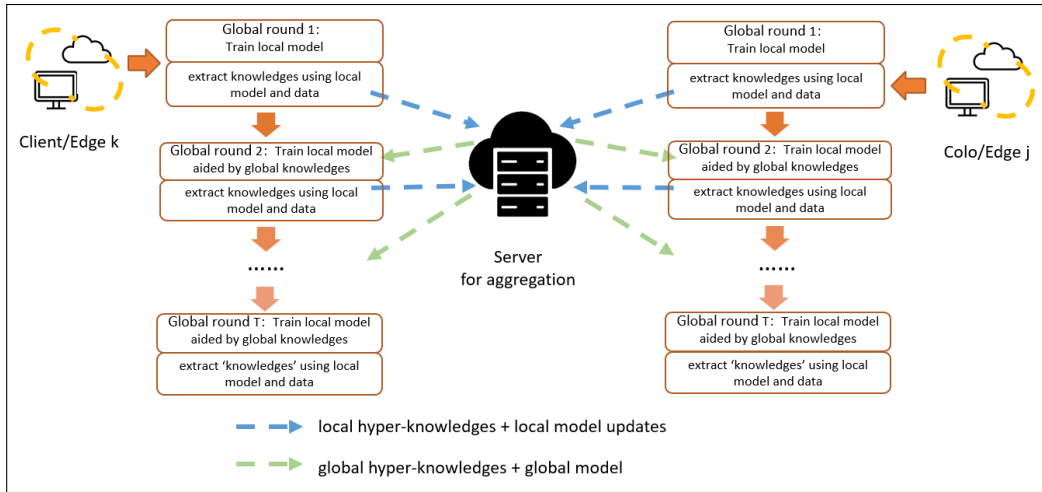 Global round 1:
Train local model
extract knowledges using local
model and data
Client/Edge k
Global round 2: Train local model
aided by global knowledges
extract knowledges using local
model and data
......
Global round T: Train local model
aided by global knowledges
extract ‘knowledges’ using local
model and data
Server
for aggregation
Global round 1:
Train local model
extract knowledges using local
model and data
Colo/Edge j
Global round 2: Train local model
aided by global knowledges
extract knowledges using local
model and data
......
Global round T: Train local model
aided by global knowledges
extract ‘knowledges’ using local
model and data
local hyper-knowledges + local model updates
global hyper-knowledges + global model